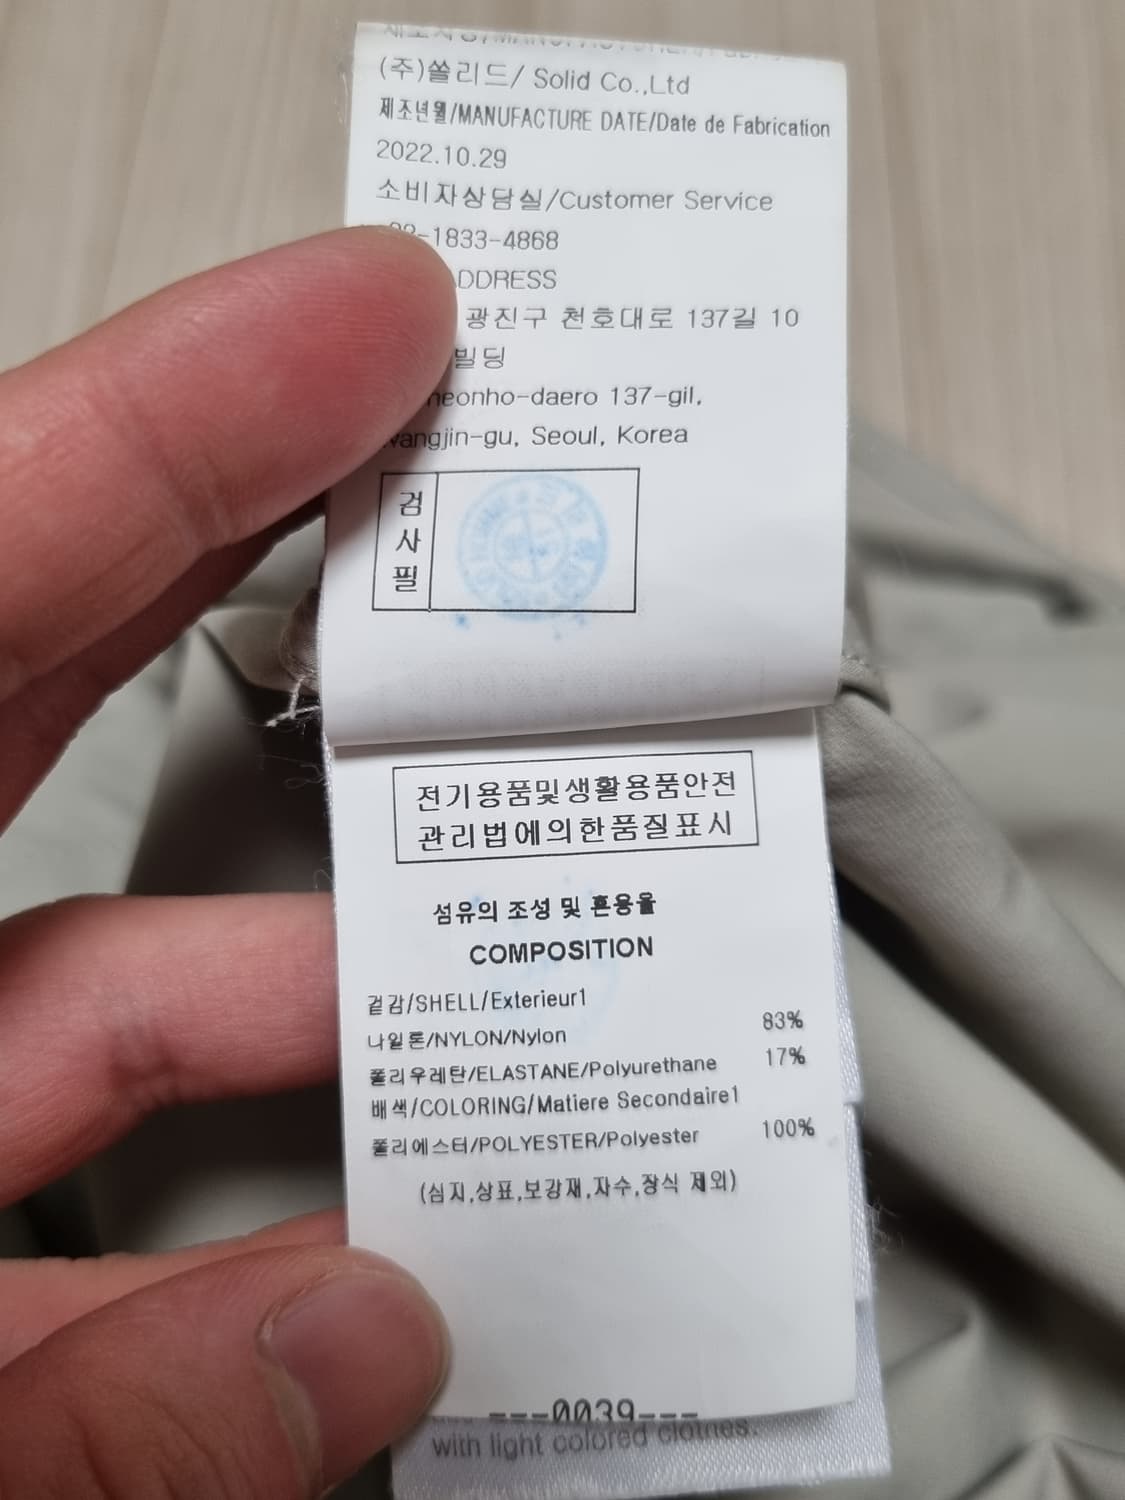 (주)쏠리드/ Solid Co.,Ltd
제조년월/MANUFACTURE DATE/Date de Fabrication
2022.10.29
소비자상담실/Customer Service
-1833-4868
DDRESS
광진구 천호대로 137길 10
빌딩
heonho-daero 137-gil,
wangjin-gu, Seoul, Korea
검사필
전기용품및생활용품안전
관리법에의한품질표시
섬유의 조성 및 혼용율
COMPOSITION
겉감/SHELL/Exterieur1
나일론/NYLON/Nylon 83%
폴리우레탄/ELASTANE/Polyurethane 17%
배색/COLORING/Matiere Secondaire1
폴리에스터/POLYESTER/Polyester 100%
(심지,상표,보강재,자수,장식 제외)
---0039---
with light colored clothes.